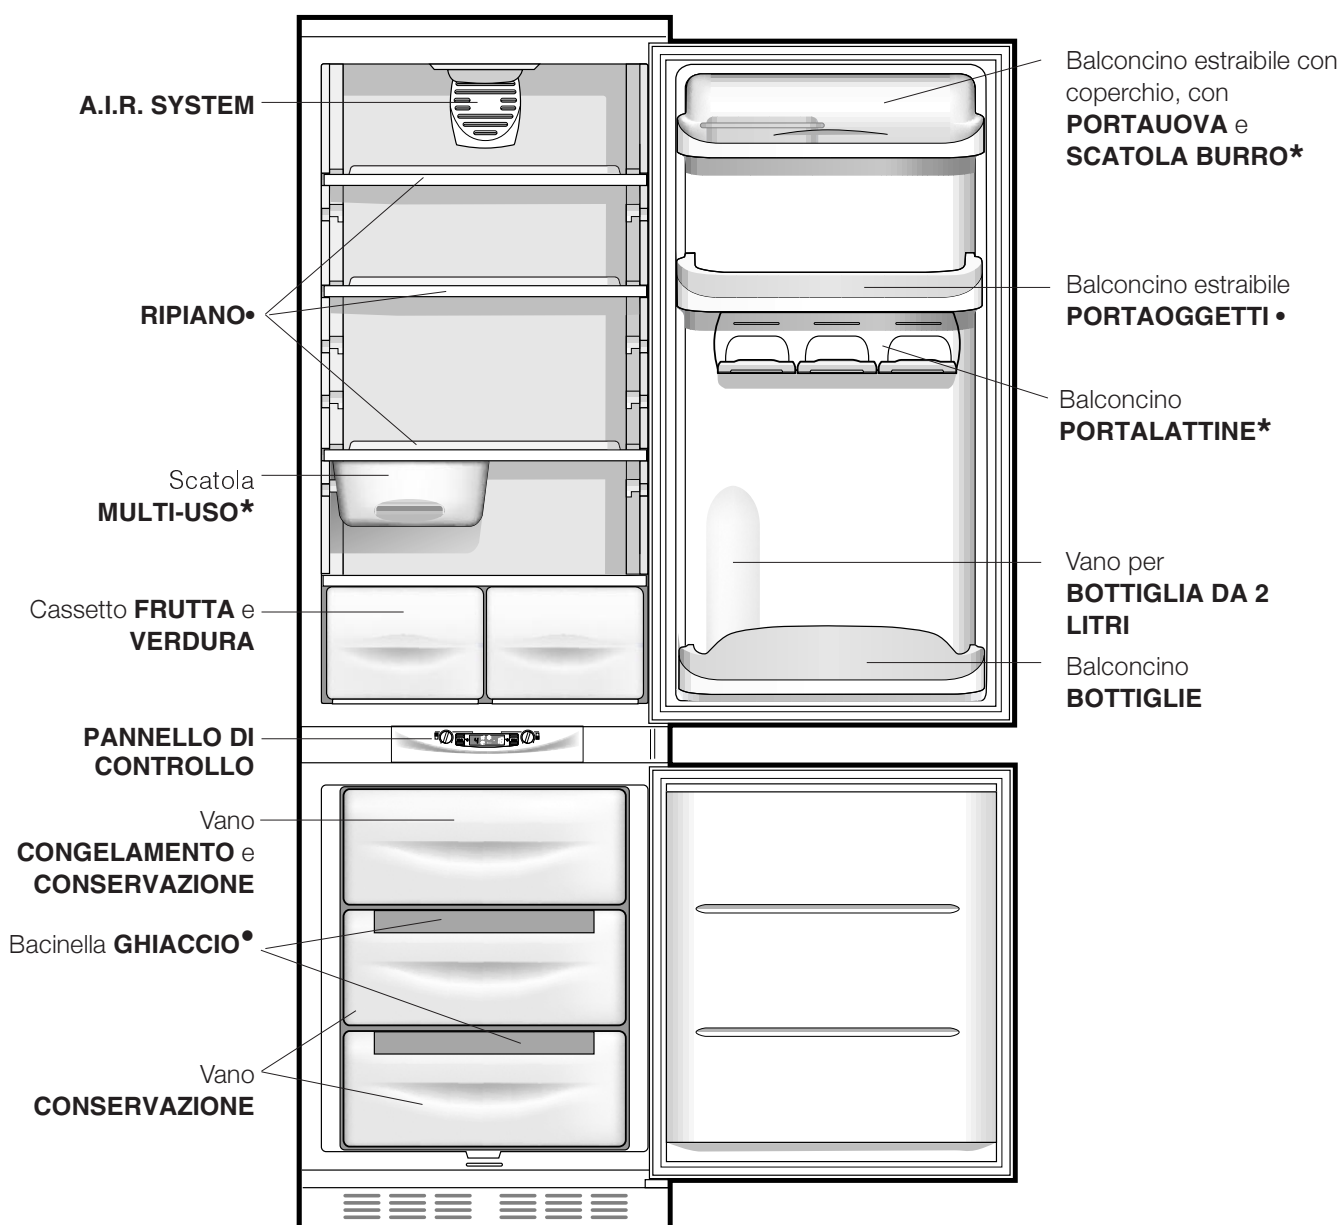 A.I.R. SYSTEM
RIPIANO•
Scatola
MULTI-USO*
Cassetto FRUTTA e
VERDURA
PANNELLO DI
CONTROLLO
Vano
CONGELAMENTO e
CONSERVAZIONE
Bacinella GHIACCIO•
Vano
CONSERVAZIONE
Balconcino estraibile con
coperchio, con
PORTAUOVA e
SCATOLA BURRO*
Balconcino estraibile
PORTAOGGETTI •
Balconcino
PORTALATTINE*
Vano per
BOTTIGLIA DA 2
LITRI
Balconcino
BOTTIGLIE